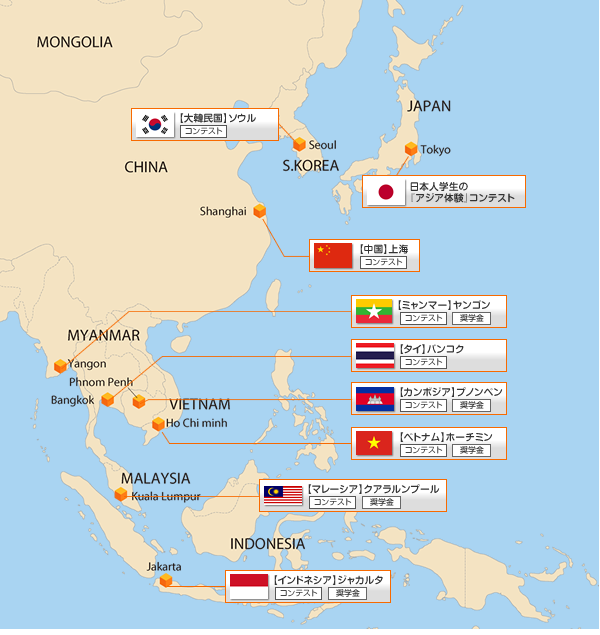 MONGOLIA
JAPAN
【大韓民国】ソウル
コンテスト
Seoul
Tokyo
S.KOREA
CHINA
日本人学生の
「アジア体験」コンテスト
Shanghai
【中国】上海
コンテスト
【ミャンマー】ヤンゴン
コンテスト 奨学金
MYANMAR
【タイ】バンコク
コンテスト
Yangon
Phnom Penh
【カンボジア】プノンペン
コンテスト 奨学金
Bangkok
VIETNAM
Ho Chi minh
【ベトナム】ホーチミン
コンテスト 奨学金
MALAYSIA
Kuala Lumpur
【マレーシア】クアラルンプール
コンテスト 奨学金
INDONESIA
Jakarta
【インドネシア】ジャカルタ
コンテスト 奨学金